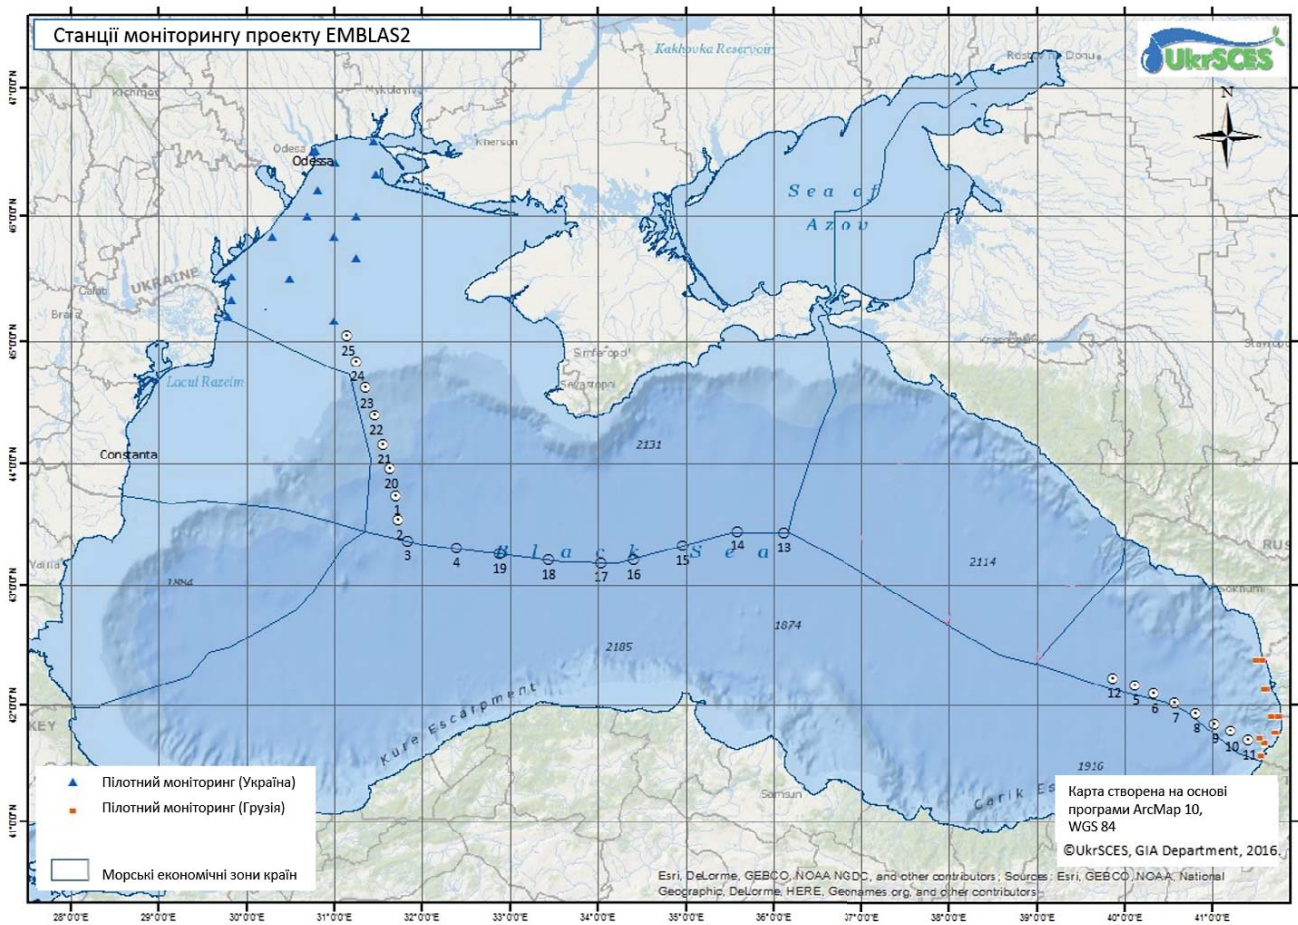 Станції моніторингу проекту EMBLAS2
UkrSCES
N
Kakhovka Reservoir
Rostov na Donu
Mykolayiv
Kherson
Odesa
Odessa
Sea of
Azov
UKRAINE
47°0'0"N
46°0'0"N
45°0'0"N
44°0'0"N
43°0'0"N
42°0'0"N
41°0'0"N
Simferopol
Sevastopol
Lacul Razelm
Constanta
25
24
23
22
21
20
1
2
3
4
19
18
17
16
15
14
13
Black Sea
2131
2114
1874
2185
1916
Sokhum
RUS
12
5
6
7
8
9
10
11
KEY
Kure Escarpment
Samsun
Пілотний моніторинг (Україна)
Пілотний моніторинг (Грузія)
Морські економічні зони країн
Карта створена на основі
програми ArcMap 10,
WGS 84
©UkrSCES, GIA Department, 2016.
Esri, DeLorme, GEBCO, NOAA NGDC, and other contributors; Sources: Esri, GEBCO, NOAA, National
Geographic, DeLorme, HERE, Geonames.org, and other contributors
28°0'0"E
29°0'0"E
30°0'0"E
31°0'0"E
32°0'0"E
33°0'0"E
34°0'0"E
35°0'0"E
36°0'0"E
37°0'0"E
38°0'0"E
39°0'0"E
40°0'0"E
41°0'0"E